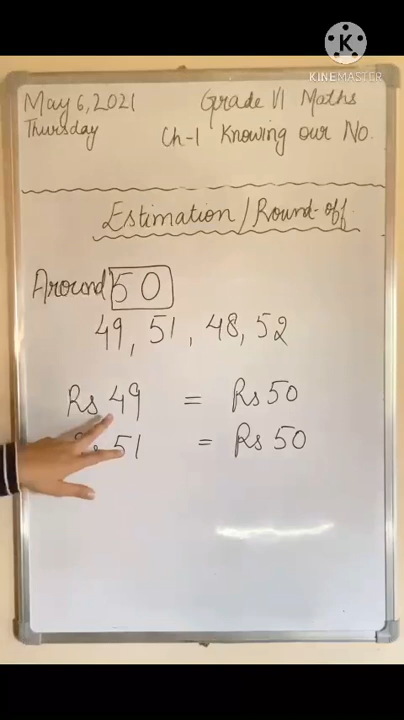 KINEMASTER
May 6, 2021 Grade VI Maths
Thursday Ch-1 Knowing our No.
Estimation / Round-off.
Around 50
49, 51, 48, 52
Rs 49 = Rs 50
51 = Rs 50